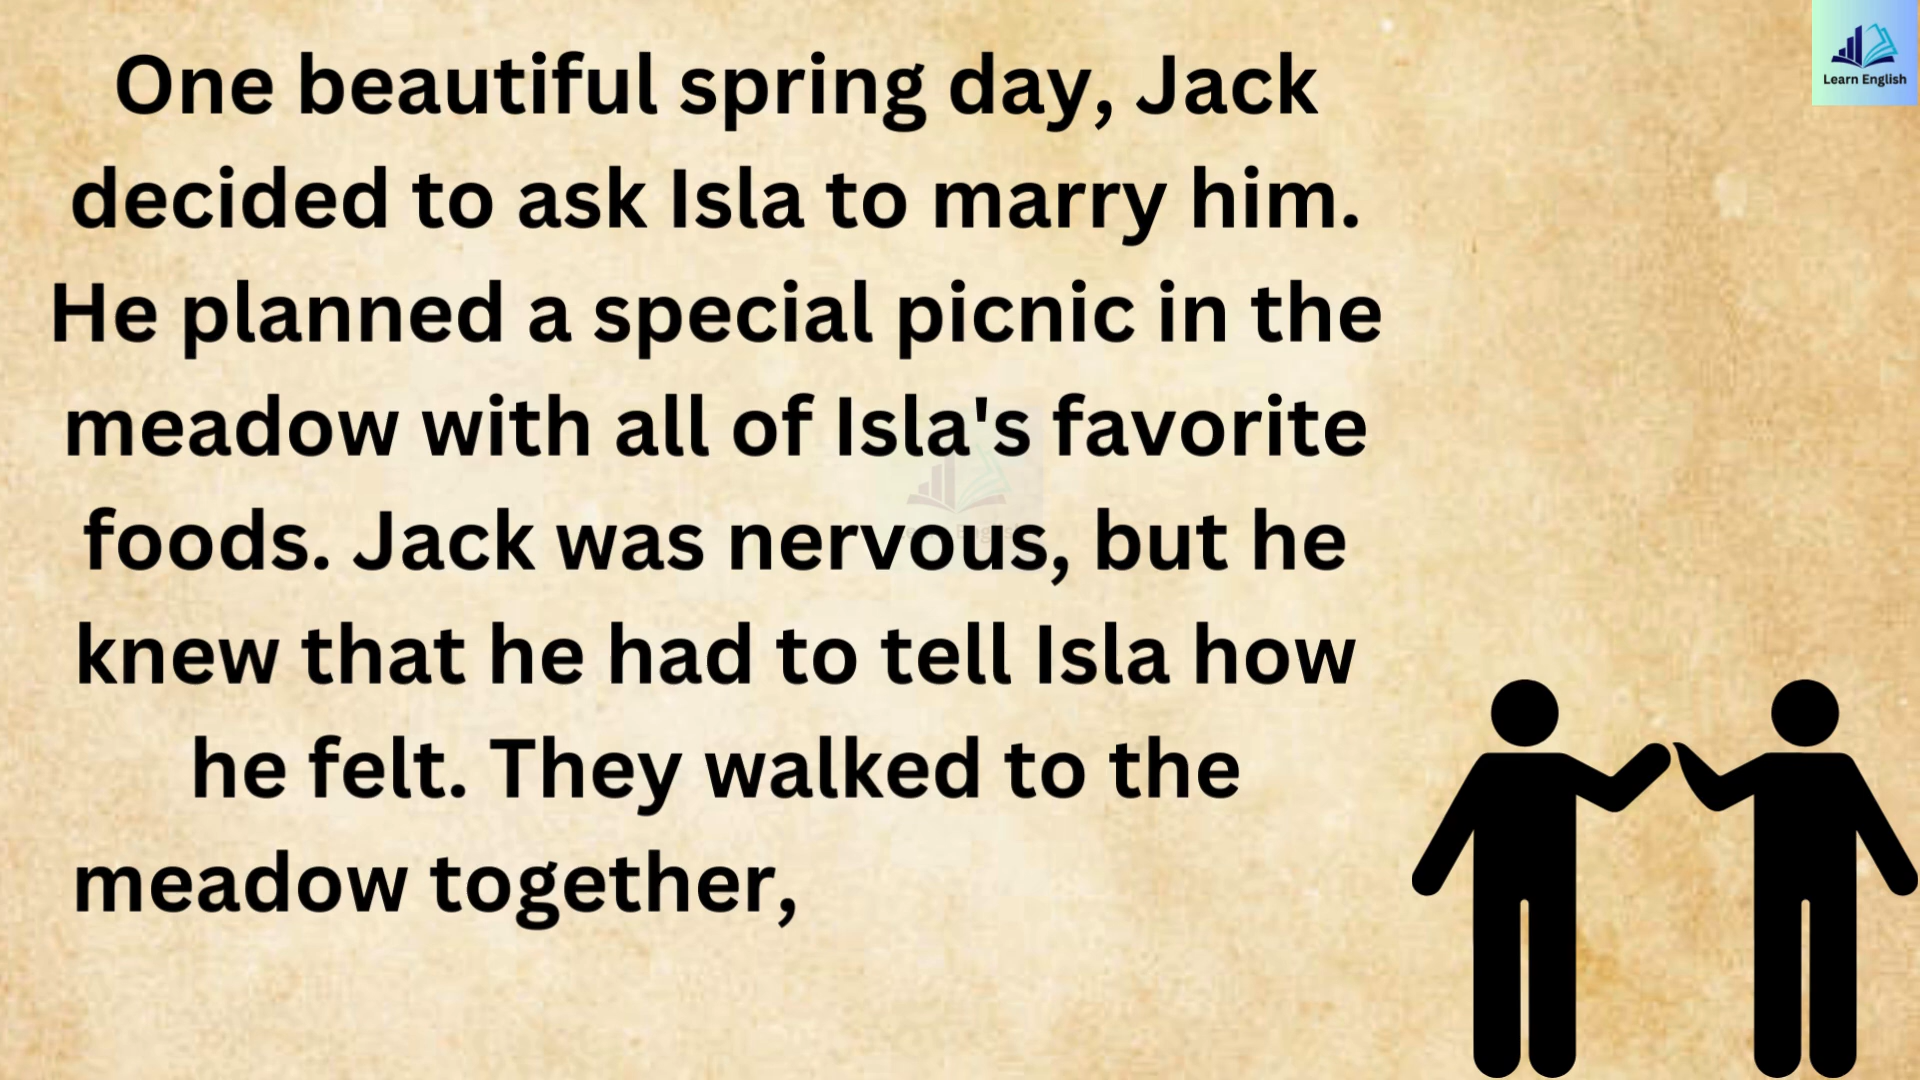 One beautiful spring day, Jack
decided to ask Isla to marry him.
He planned a special picnic in the
meadow with all of Isla's favorite
foods. Jack was nervous, but he
knew that he had to tell Isla how
he felt. They walked to the
meadow together,
Learn English